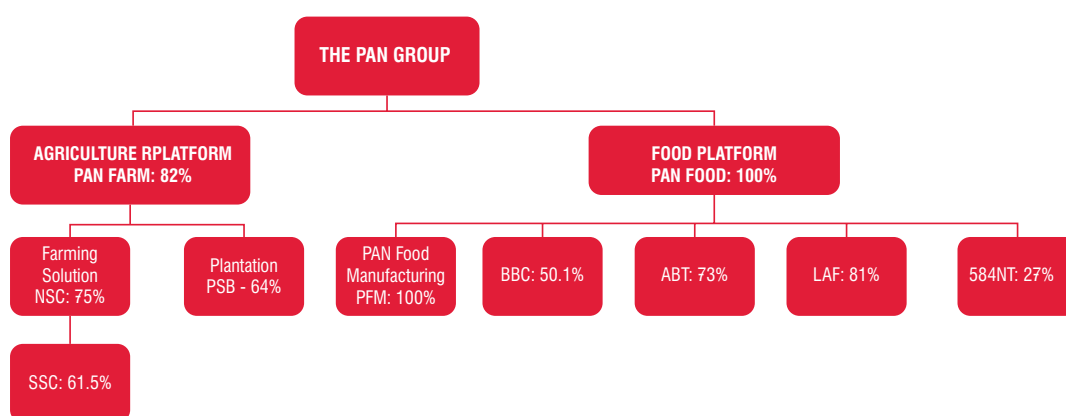 THE PAN GROUP
AGRICULTURE RPLATFORM
PAN FARM: 82%
FOOD PLATFORM
PAN FOOD: 100%
Farming
Solution
NSC: 75%
Plantation
PSB - 64%
PAN Food
Manufacturing
PFM: 100%
BBC: 50.1%
ABT: 73%
LAF: 81%
584NT: 27%
SSC: 61.5%